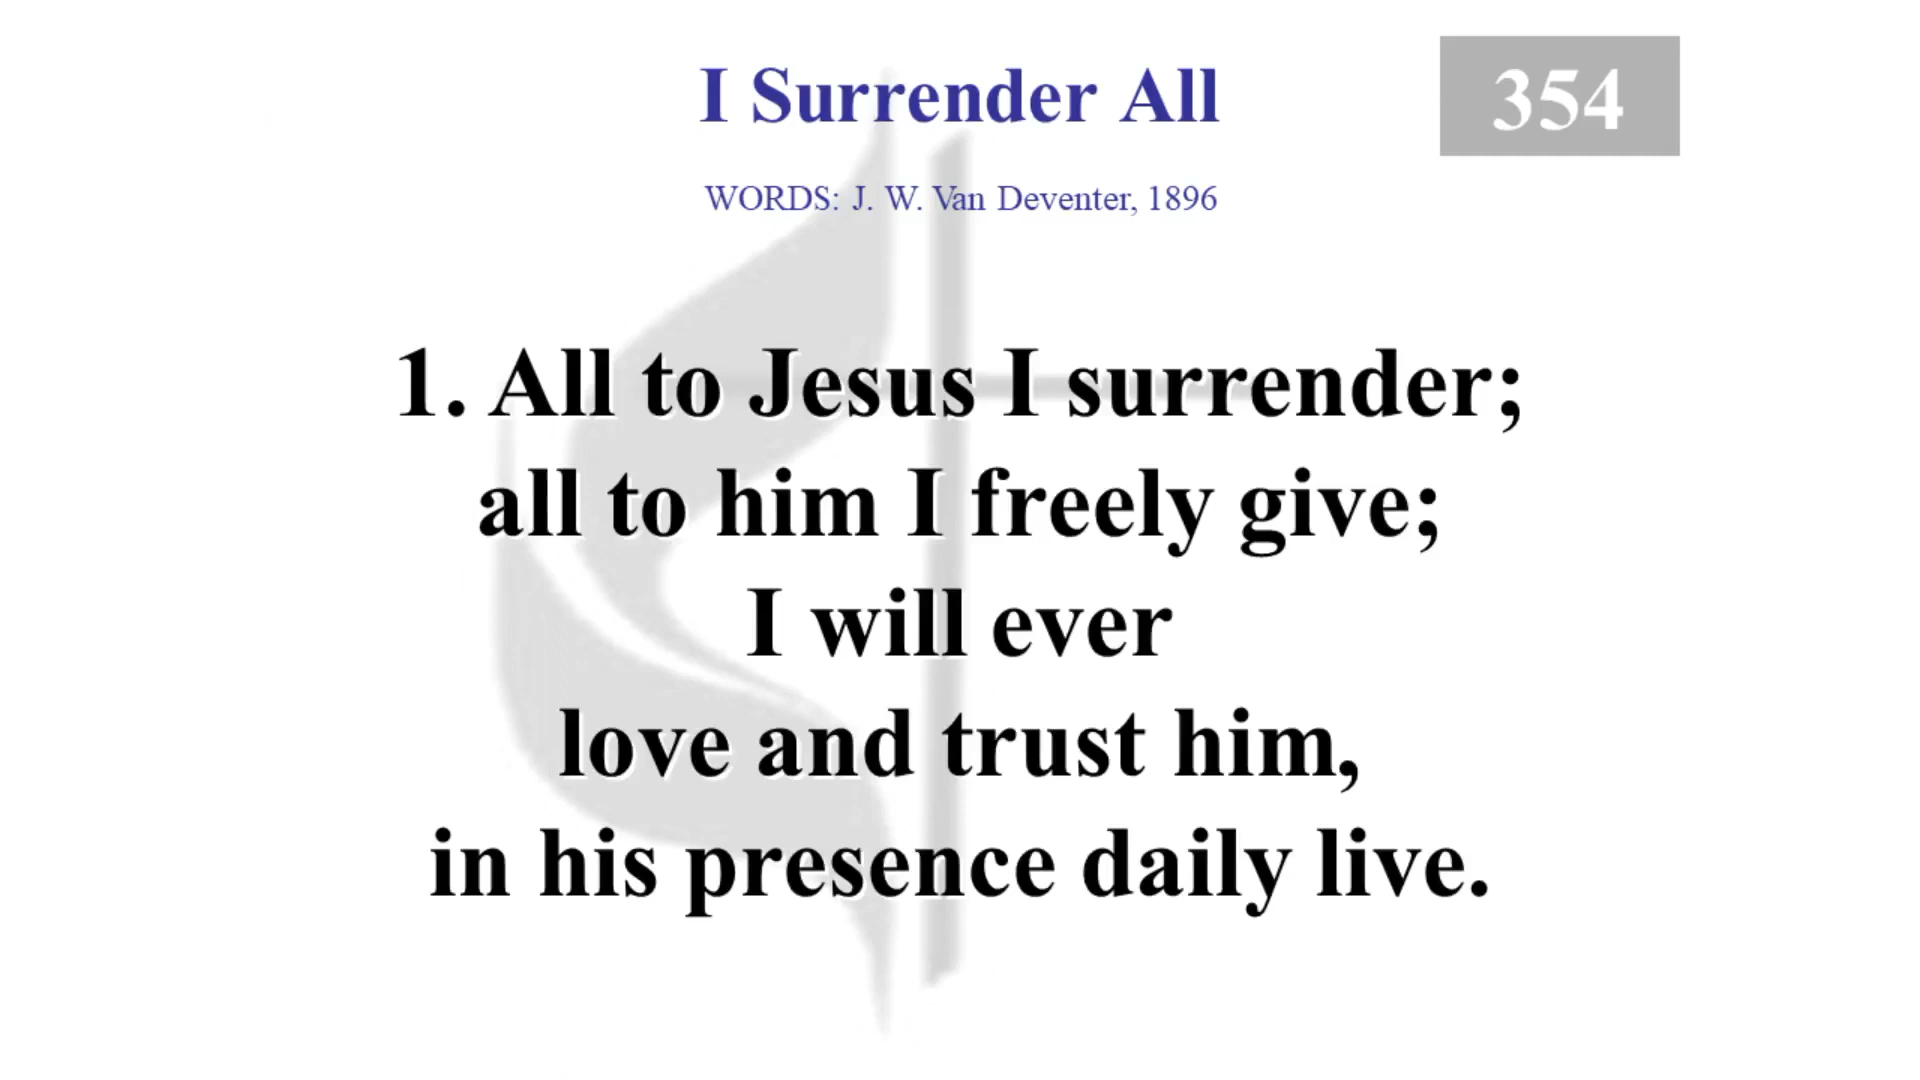 I Surrender All
354
WORDS: J. W. Van Deventer, 1896
1. All to Jesus I surrender;
all to him I freely give;
I will ever
love and trust him,
in his presence daily live.